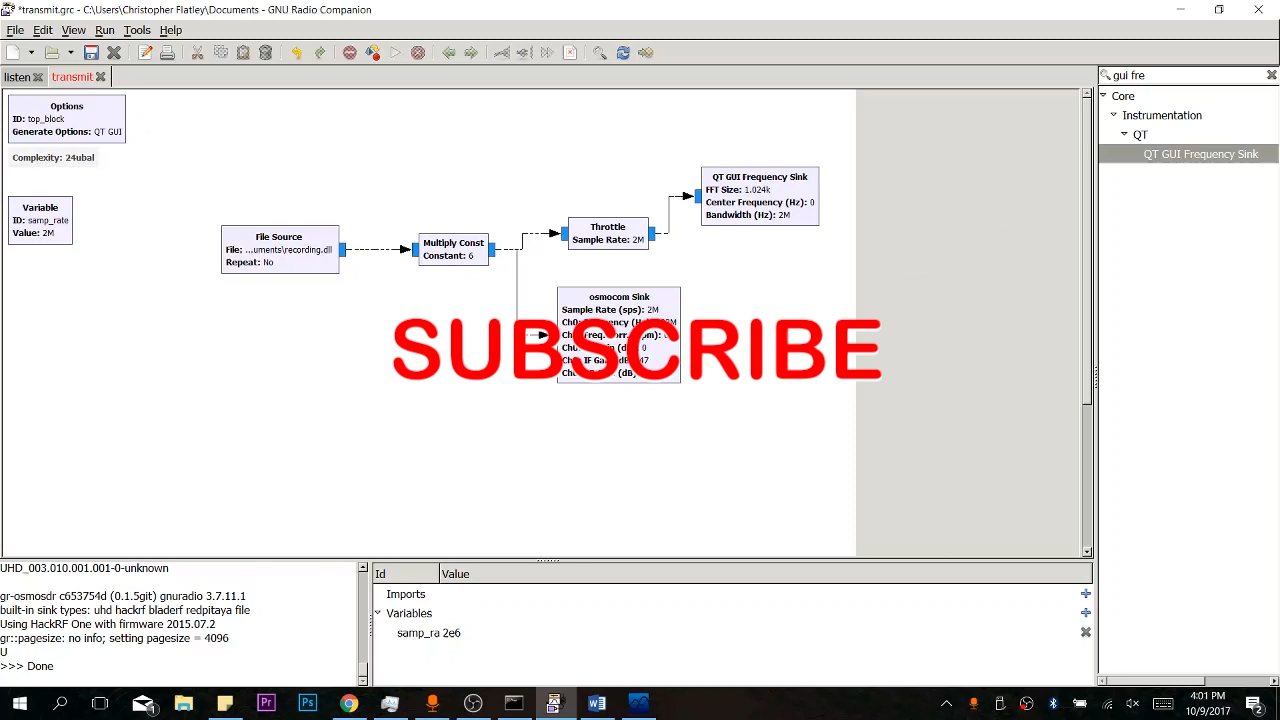 *transmit.grc - C:\Users\Christopher Flatley\Documents - GNU Radio Companion
File Edit View Run Tools Help
listen transmit
gui fre
Core
Instrumentation
QT
QT GUI Frequency Sink
Options
ID: top_block
Generate Options: QT GUI
Complexity: 24ubal
Variable
ID: samp_rate
Value: 2M
File Source
File: ...uments\recording.dll
Repeat: No
Multiply Const
Constant: 6
Throttle
Sample Rate: 2M
QT GUI Frequency Sink
FFT Size: 1.024k
Center Frequency (Hz): 0
Bandwidth (Hz): 2M
osmocom Sink
Sample Rate (sps): 2M
SUBSCRIBE
UHD_003.010.001.001-0-unknown
gr-osmosdr c653754d (0.1.5git) gnuradio 3.7.11.1
built-in sink types: uhd hackrf bladerf redpitaya file
Using HackRF One with firmware 2015.07.2
gr::pagesize: no info; setting pagesize = 4096
U
>>> Done
Id Value
Imports
Variables
samp_ra 2e6
4:01 PM
10/9/2017